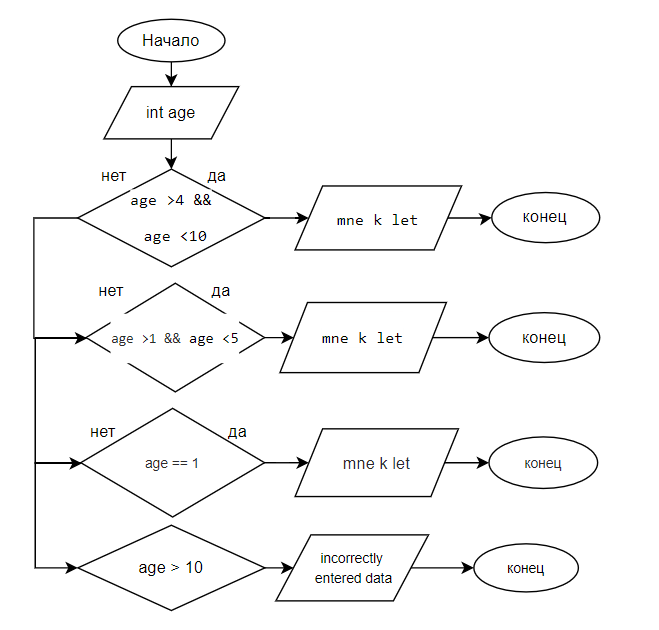 Начало
int age
нет
да
age >4 &&
age <10
mne k let
конец
нет
да
age >1 && age <5
mne k let
конец
нет
да
age == 1
mne k let
конец
age > 10
incorrectly
entered data
конец